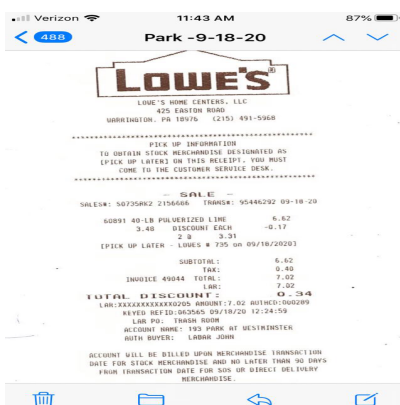 Verizon 11:43 AM 87%
488 Park -9-18-20
LOWE'S
LOWE'S HOME CENTERS, LLC
425 EASTON ROAD
WARRINGTON, PA 18976 (215) 491-5968
PICK UP INFORMATION
TO OBTAIN STOCK MERCHANDISE DESIGNATED AS
[PICK UP LATER] ON THIS RECEIPT, YOU MUST
COME TO THE CUSTOMER SERVICE DESK.
- SALE -
SALES#: S0735RK2 2156666 TRANS#: 95446292 09-18-20
60891 40-LB PULVERIZED LIME 6.62
3.48 DISCOUNT EACH -0.17
2 @ 3.31
[PICK UP LATER - LOWES # 735 on 09/18/2020]
SUBTOTAL: 6.62
TAX: 0.40
INVOICE 49044 TOTAL: 7.02
LAR: 7.02
TOTAL DISCOUNT: 0.34
LAR:XXXXXXXXXXX0205 AMOUNT:7.02 AUTHCD:000289
KEYED REFID:063565 09/18/20 12:24:59
LAR PO: TRASH ROOM
ACCOUNT NAME: 193 PARK AT WESTMINSTER
AUTH BUYER: LABAR JOHN
ACCOUNT WILL BE BILLED UPON MERCHANDISE TRANSACTION
DATE FOR STOCK MERCHANDISE AND NO LATER THAN 90 DAYS
FROM TRANSACTION DATE FOR SOS OR DIRECT DELIVERY
MERCHANDISE.